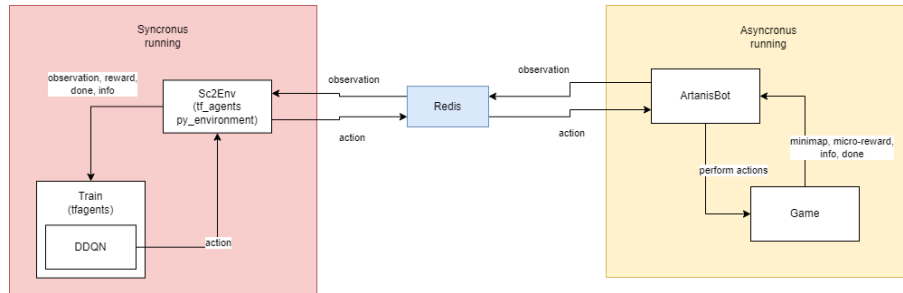 Syncronus
running
Asyncronus
running
observation, reward,
done, info
Sc2Env
(tf_agents
py_environment)
observation
action
Redis
observation
action
ArtanisBot
minimap, micro-reward,
info, done
perform actions
Game
Train
(tfagents)
DDQN
action